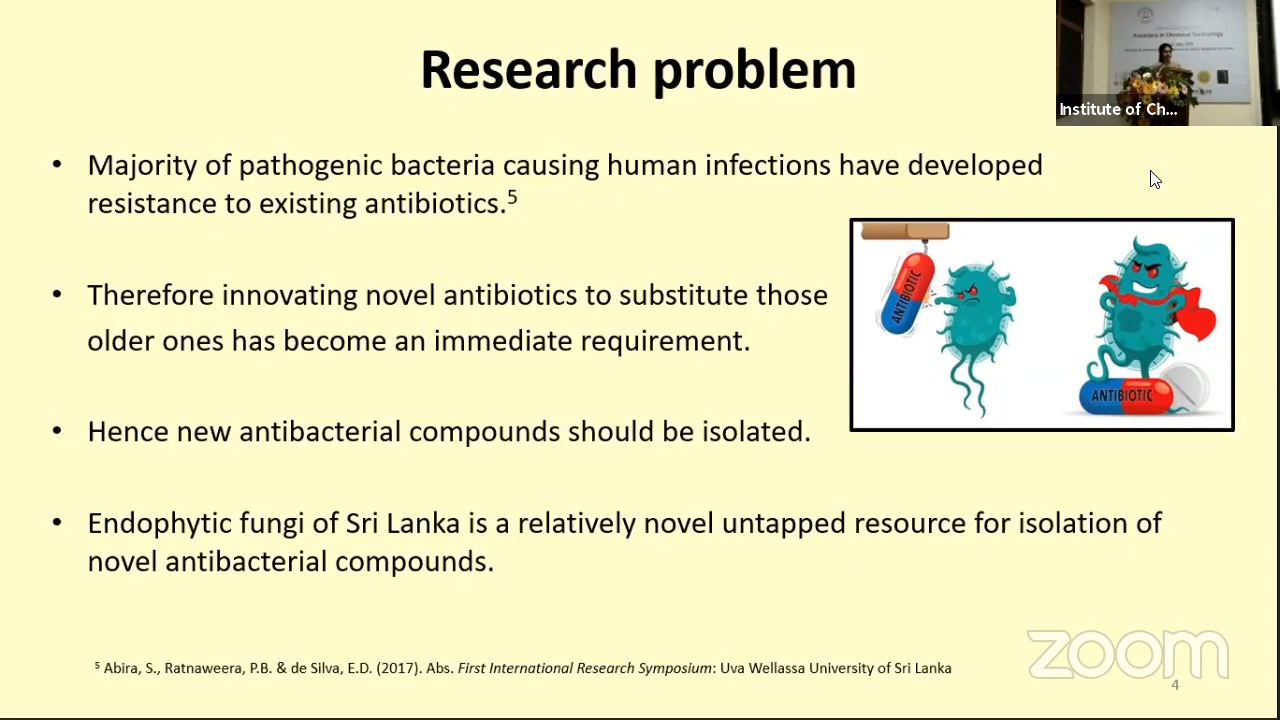 Research problem
Frontiers in Chemical Technology
Institute of Ch...
• Majority of pathogenic bacteria causing human infections have developed
resistance to existing antibiotics.5
• Therefore innovating novel antibiotics to substitute those
older ones has become an immediate requirement.
ANTIBIOTIC
ANTIBIOTIC
• Hence new antibacterial compounds should be isolated.
• Endophytic fungi of Sri Lanka is a relatively novel untapped resource for isolation of
novel antibacterial compounds.
5 Abira, S., Ratnaweera, P.B. & de Silva, E.D. (2017). Abs. First International Research Symposium: Uva Wellassa University of Sri Lanka
zoom
4